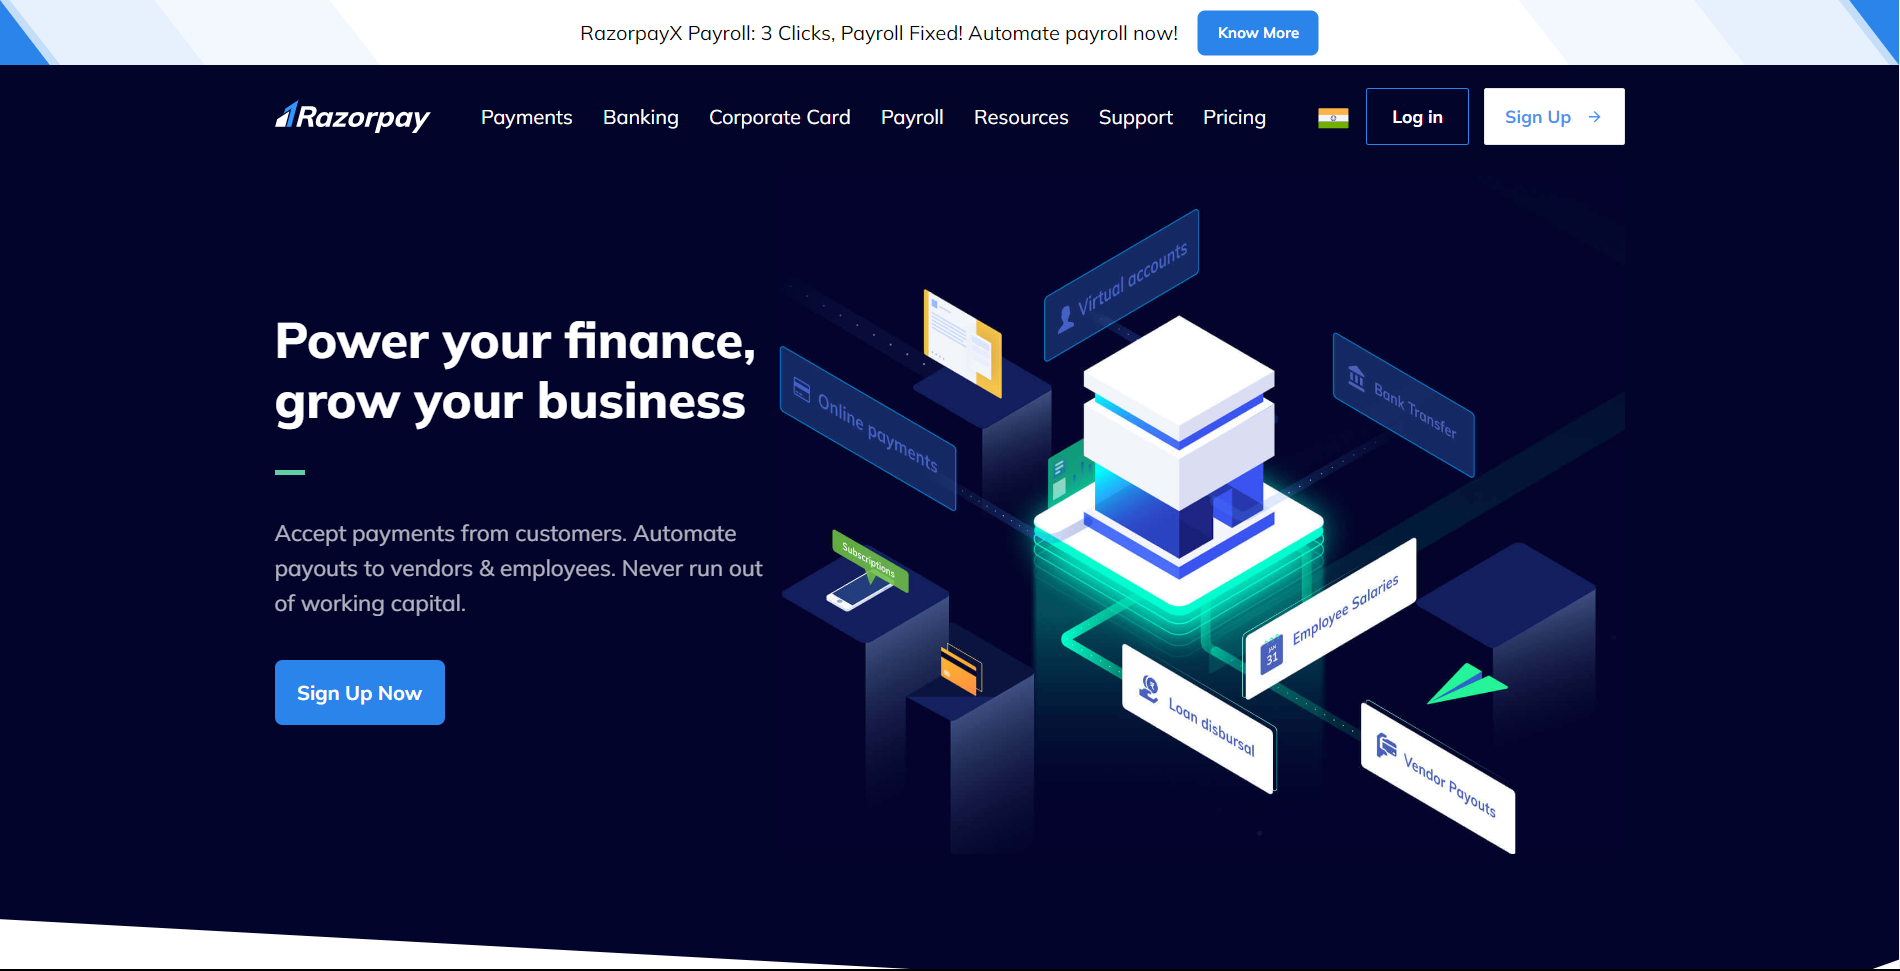 RazorpayX Payroll: 3 Clicks, Payroll Fixed! Automate payroll now!
Know More
Razorpay
Payments
Banking
Corporate Card
Payroll
Resources
Support
Pricing
Log in
Sign Up →
Power your finance,
grow your business
Accept payments from customers. Automate
payouts to vendors & employees. Never run out
of working capital.
Sign Up Now
Virtual accounts
Online payments
Bank Transfer
Subscriptions
JAN
31
Employee Salaries
Loan disbursal
Vendor Payouts